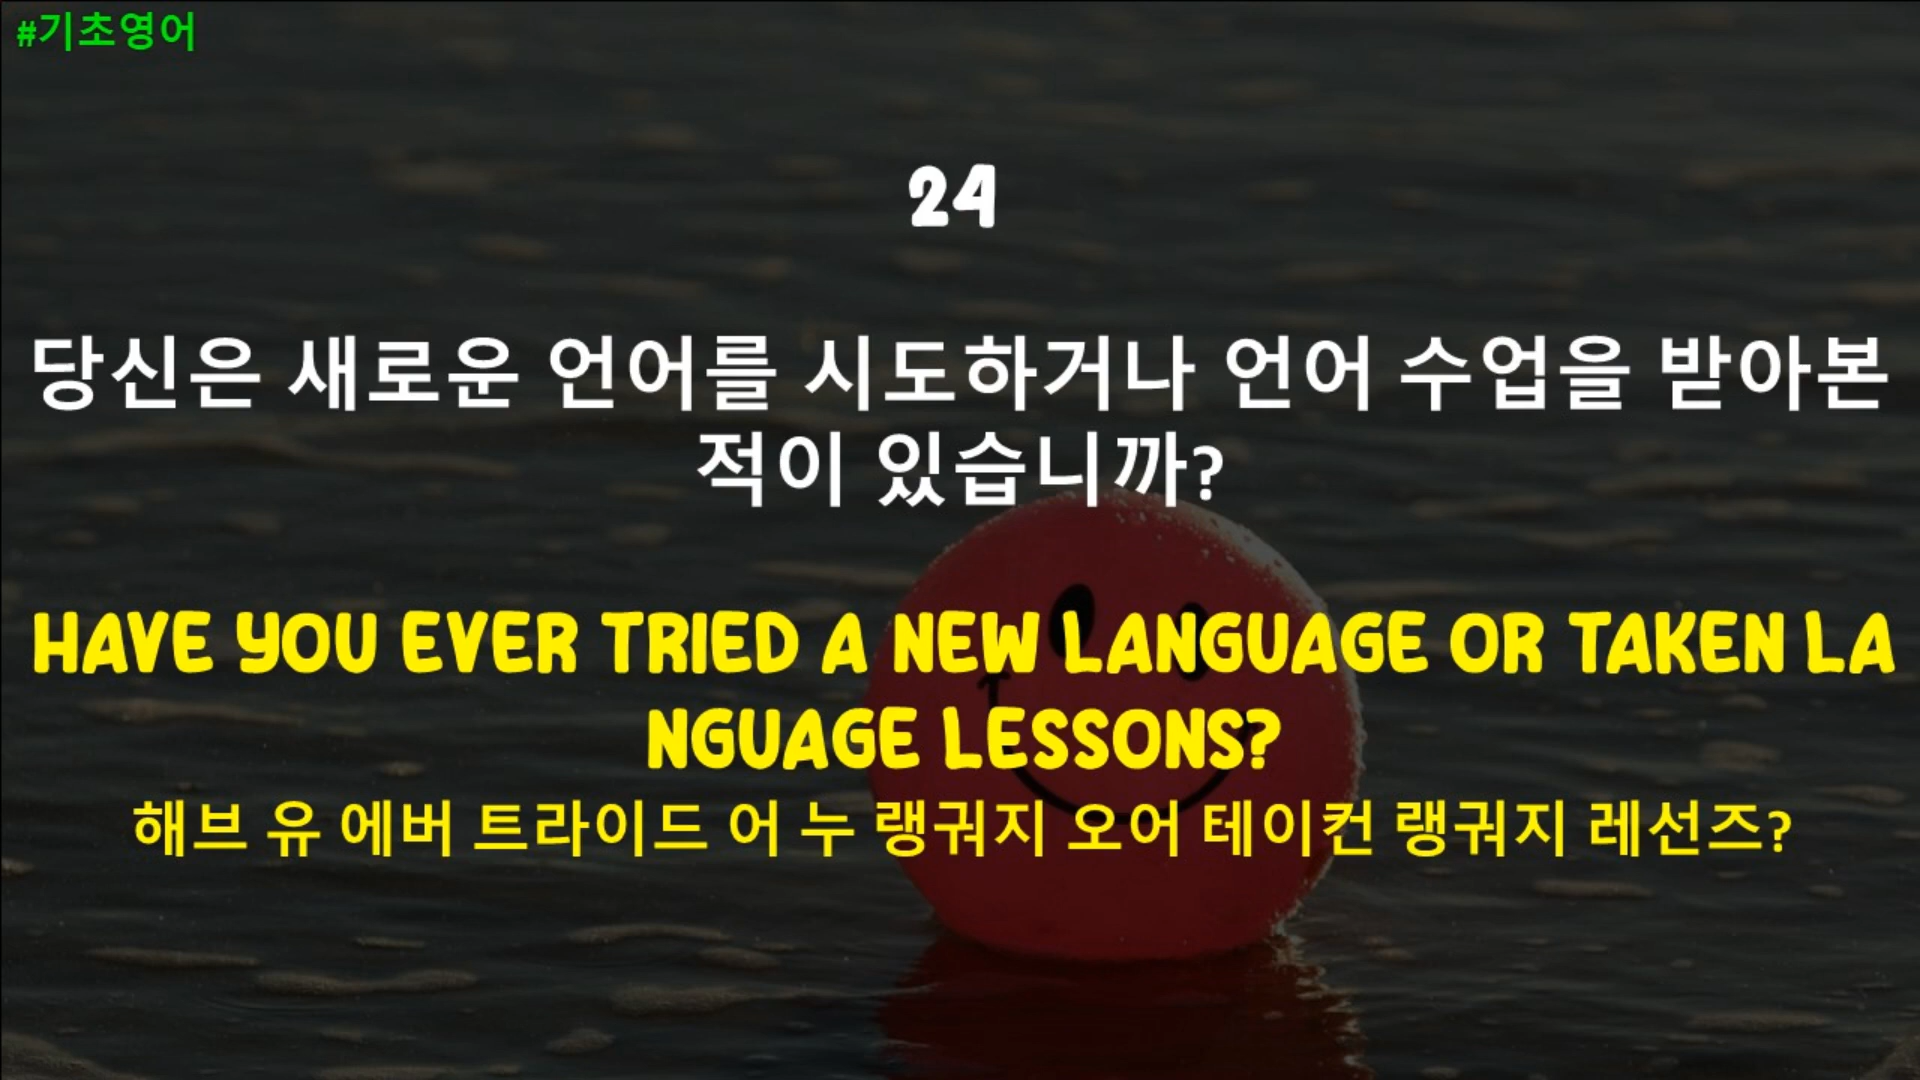 #기초영어
24
당신은 새로운 언어를 시도하거나 언어 수업을 받아본
적이 있습니까?
HAVE YOU EVER TRIED A NEW LANGUAGE OR TAKEN LA
NGUAGE LESSONS?
해브 유 에버 트라이드 어 누 랭궈지 오어 테이컨 랭궈지 레선즈?